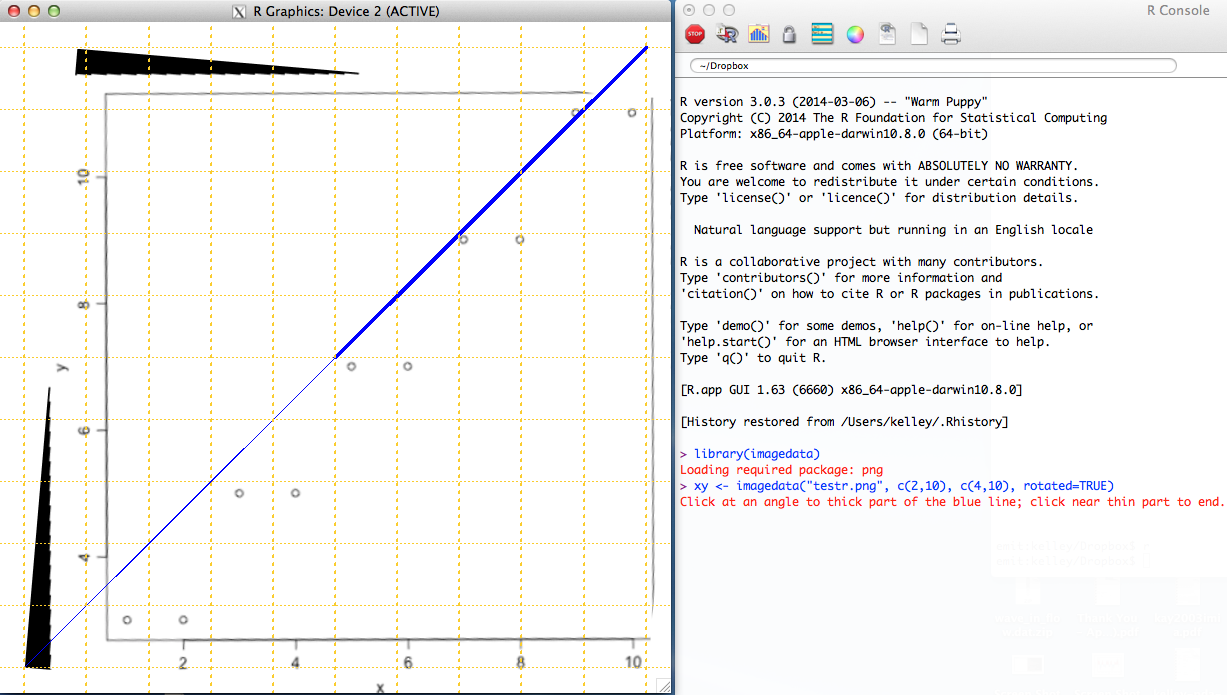 R Graphics: Device 2 (ACTIVE)
10
8
y
6
4
2 4 6 8 10
x
R Console
STOP
~/Dropbox
R version 3.0.3 (2014-03-06) -- "Warm Puppy"
Copyright (C) 2014 The R Foundation for Statistical Computing
Platform: x86_64-apple-darwin10.8.0 (64-bit)
R is free software and comes with ABSOLUTELY NO WARRANTY.
You are welcome to redistribute it under certain conditions.
Type 'license()' or 'licence()' for distribution details.
Natural language support but running in an English locale
R is a collaborative project with many contributors.
Type 'contributors()' for more information and
'citation()' on how to cite R or R packages in publications.
Type 'demo()' for some demos, 'help()' for on-line help, or
'help.start()' for an HTML browser interface to help.
Type 'q()' to quit R.
[R.app GUI 1.63 (6660) x86_64-apple-darwin10.8.0]
[History restored from /Users/kelley/.Rhistory]
> library(imagedata)
Loading required package: png
> xy <- imagedata("testr.png", c(2,10), c(4,10), rotated=TRUE)
Click at an angle to thick part of the blue line; click near thin part to end.